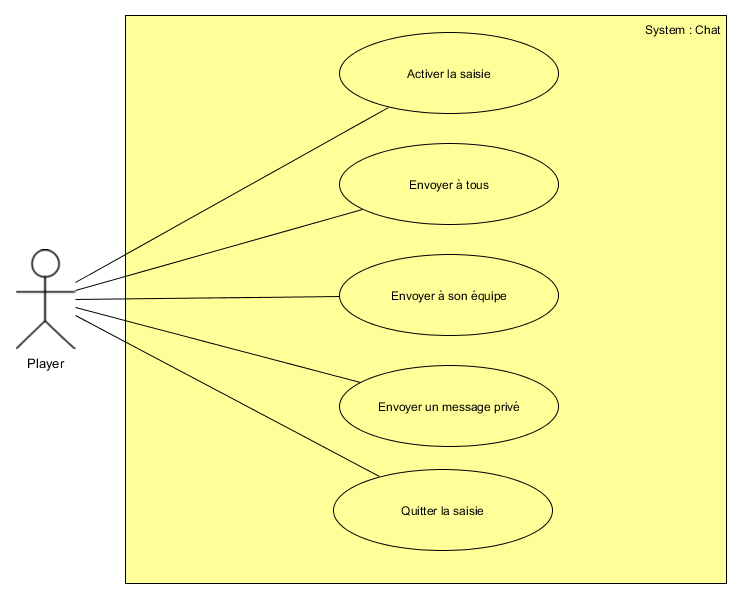 System : Chat
Activer la saisie
Envoyer à tous
Envoyer à son équipe
Player
Envoyer un message privé
Quitter la saisie